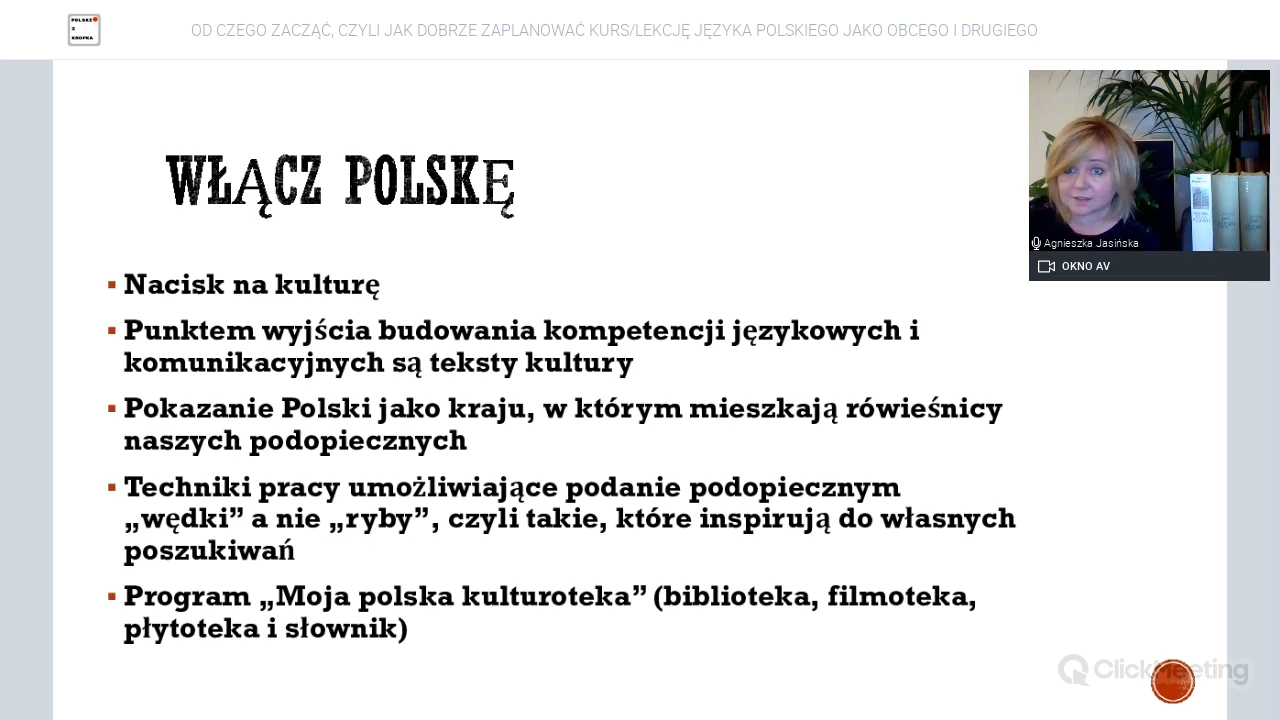 POLSKI
Z
KROPKĄ
OD CZEGO ZACZĄĆ, CZYLI JAK DOBRZE ZAPLANOWAĆ KURS/LEKCJĘ JĘZYKA POLSKIEGO JAKO OBCEGO I DRUGIEGO
WŁĄCZ POLSKĘ
Agnieszka Jasińska
OKNO AV
▪ Nacisk na kulturę
▪ Punktem wyjścia budowania kompetencji językowych i
komunikacyjnych są teksty kultury
▪ Pokazanie Polski jako kraju, w którym mieszkają rówieśnicy
naszych podopiecznych
▪ Techniki pracy umożliwiające podanie podopiecznym
„wędki” a nie „ryby”, czyli takie, które inspirują do własnych
poszukiwań
▪ Program „Moja polska kulturoteka” (biblioteka, filmoteka,
płytoteka i słownik)
ClickMeeting